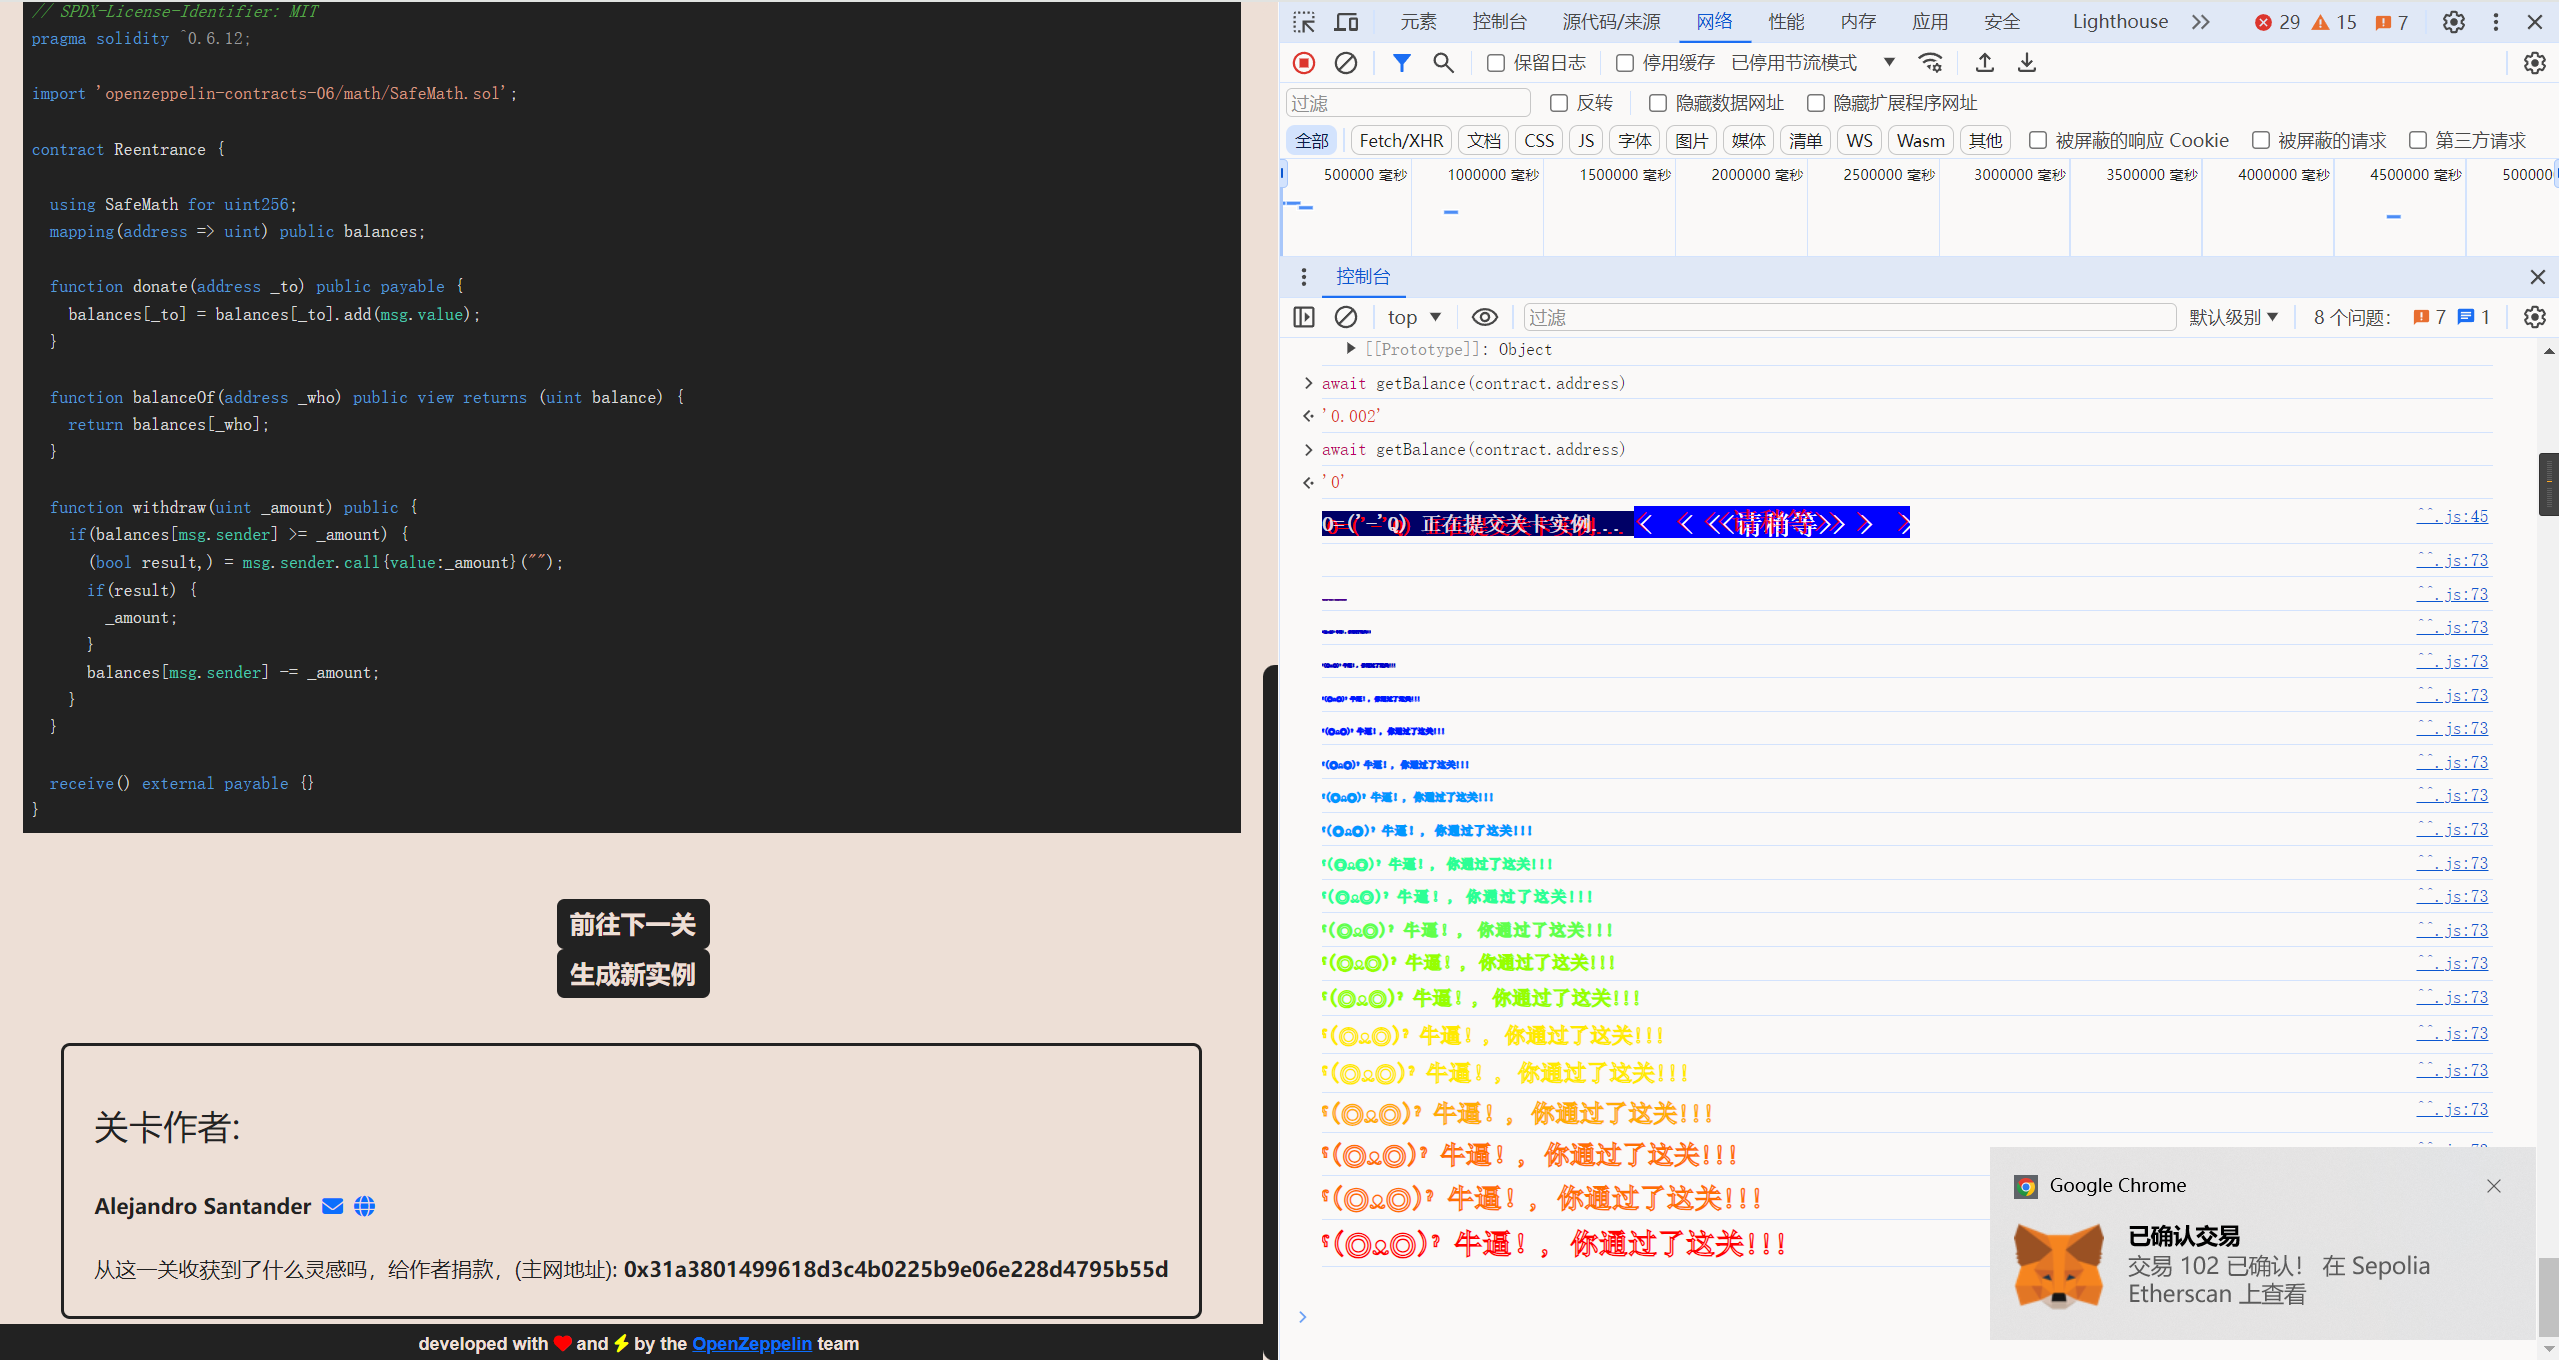 // SPDX-License-Identifier: MIT
pragma solidity ^0.6.12;
import 'openzeppelin-contracts-06/math/SafeMath.sol';
contract Reentrance {
using SafeMath for uint256;
mapping(address => uint) public balances;
function donate(address _to) public payable {
balances[_to] = balances[_to].add(msg.value);
}
function balanceOf(address _who) public view returns (uint balance) {
return balances[_who];
}
function withdraw(uint _amount) public {
if(balances[msg.sender] >= _amount) {
(bool result,) = msg.sender.call{value:_amount}("");
if(result) {
_amount;
}
balances[msg.sender] -= _amount;
}
}
receive() external payable {}
}
前往下一关
生成新实例
关卡作者:
Alejandro Santander
从这一关收获到了什么灵感吗，给作者捐款，(主网地址): 0x31a3801499618d3c4b0225b9e06e228d4795b55d
developed with and by the OpenZeppelin team
元素 控制台 源代码/来源 网络 性能 内存 应用 安全 Lighthouse 29 15 7
保留日志 停用缓存 已停用节流模式
过滤 反转 隐藏数据网址 隐藏扩展程序网址
全部 Fetch/XHR 文档 CSS JS 字体 图片 媒体 清单 WS Wasm 其他 被屏蔽的响应 Cookie 被屏蔽的请求 第三方请求
500000 毫秒 1000000 毫秒 1500000 毫秒 2000000 毫秒 2500000 毫秒 3000000 毫秒 3500000 毫秒 4000000 毫秒 4500000 毫秒 500000
控制台
top 过滤 默认级别 8 个问题: 7 1
[[Prototype]]: Object
await getBalance(contract.address)
'0.002'
await getBalance(contract.address)
'0'
Q=('-'Q) 正在提交关卡实例... < < <<请稍等>> > > ^^.js:45
^^.js:73
^^.js:73
^^.js:73
^^.js:73
ʕ(◎ᴥ◎)ʔ 牛逼!, 你通过了这关!!! ^^.js:73
ʕ(◎ᴥ◎)ʔ 牛逼!, 你通过了这关!!! ^^.js:73
ʕ(◎ᴥ◎)ʔ 牛逼!, 你通过了这关!!! ^^.js:73
ʕ(◎ᴥ◎)ʔ 牛逼!, 你通过了这关!!! ^^.js:73
ʕ(◎ᴥ◎)ʔ 牛逼!, 你通过了这关!!! ^^.js:73
ʕ(◎ᴥ◎)ʔ 牛逼!, 你通过了这关!!! ^^.js:73
ʕ(◎ᴥ◎)ʔ 牛逼!, 你通过了这关!!! ^^.js:73
ʕ(◎ᴥ◎)ʔ 牛逼!, 你通过了这关!!! ^^.js:73
ʕ(◎ᴥ◎)ʔ 牛逼!, 你通过了这关!!! ^^.js:73
ʕ(◎ᴥ◎)ʔ 牛逼!, 你通过了这关!!! ^^.js:73
ʕ(◎ᴥ◎)ʔ 牛逼!, 你通过了这关!!! ^^.js:73
ʕ(◎ᴥ◎)ʔ 牛逼!, 你通过了这关!!! ^^.js:73
ʕ(◎ᴥ◎)ʔ 牛逼!, 你通过了这关!!! ^^.js:73
ʕ(◎ᴥ◎)ʔ 牛逼!, 你通过了这关!!!
ʕ(◎ᴥ◎)ʔ 牛逼!, 你通过了这关!!!
ʕ(◎ᴥ◎)ʔ 牛逼!, 你通过了这关!!!
Google Chrome
已确认交易
交易 102 已确认！ 在 Sepolia
Etherscan 上查看